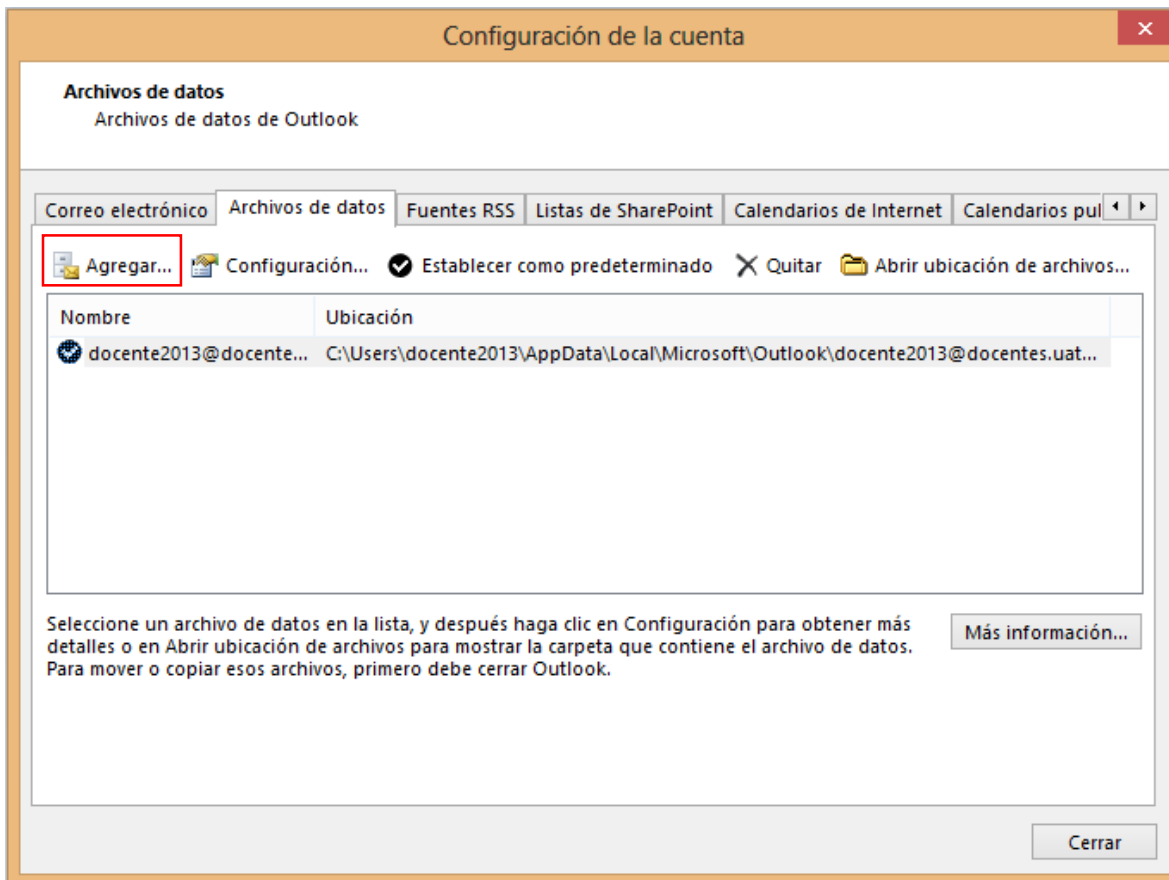 Configuración de la cuenta
Archivos de datos
Archivos de datos de Outlook
Correo electrónico Archivos de datos Fuentes RSS Listas de SharePoint Calendarios de Internet Calendarios pul
Agregar... Configuración... Establecer como predeterminado Quitar Abrir ubicación de archivos...
Nombre Ubicación
docente2013@docente... C:\Users\docente2013\AppData\Local\Microsoft\Outlook\docente2013@docentes.uat...
Seleccione un archivo de datos en la lista, y después haga clic en Configuración para obtener más
detalles o en Abrir ubicación de archivos para mostrar la carpeta que contiene el archivo de datos.
Para mover o copiar esos archivos, primero debe cerrar Outlook.
Más información...
Cerrar